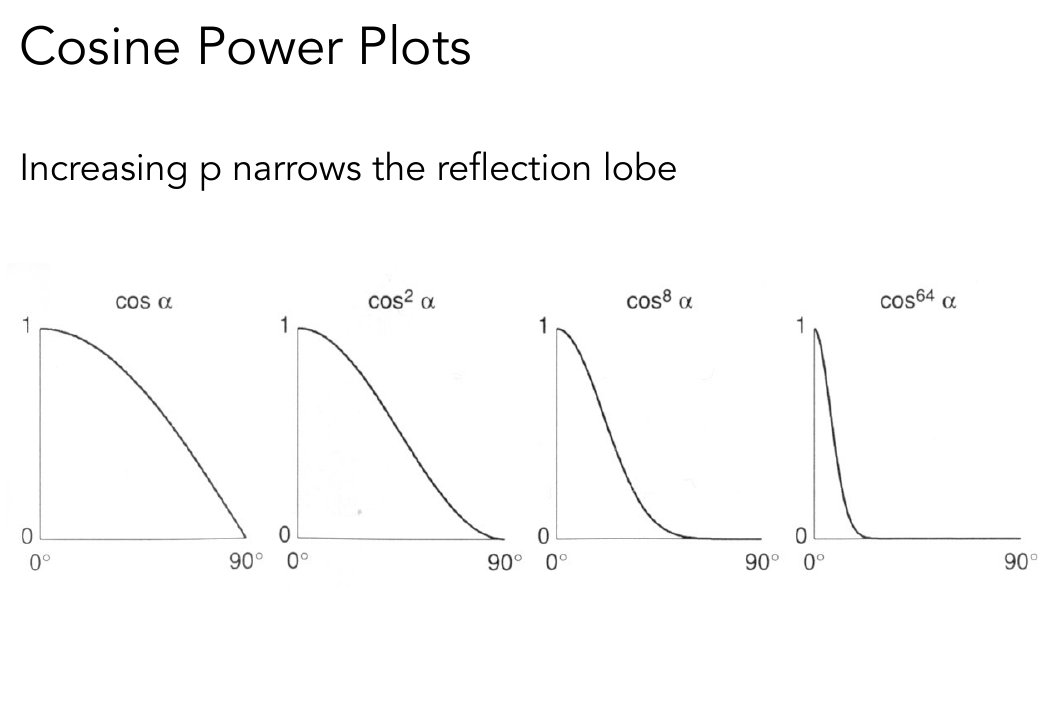 Cosine Power Plots
Increasing p narrows the reflection lobe
cos α
1
0
0° 90°
cos² α
1
0
0° 90°
cos⁸ α
1
0
0° 90°
cos⁶⁴ α
1
0
0° 90°